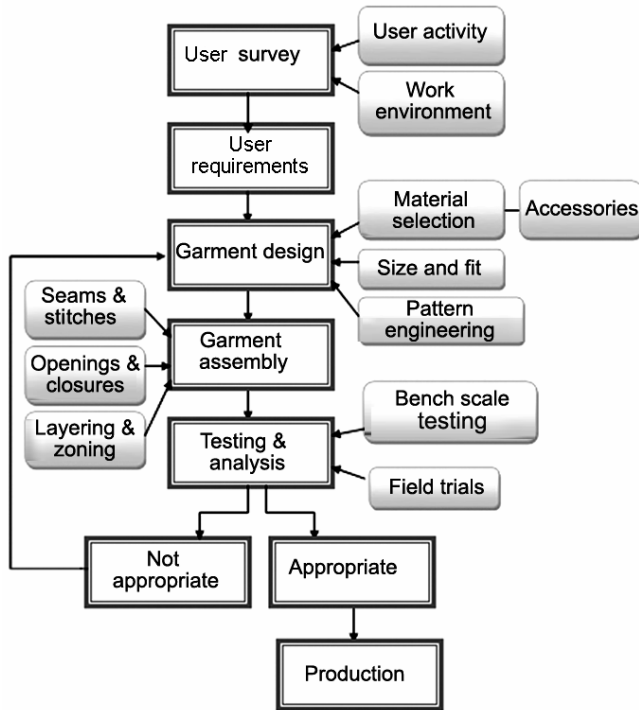 User survey
User activity
Work
environment
User
requirements
Garment design
Material
selection
Accessories
Size and fit
Pattern
engineering
Seams &
stitches
Openings &
closures
Layering &
zoning
Garment
assembly
Testing &
analysis
Bench scale
testing
Field trials
Not
appropriate
Appropriate
Production